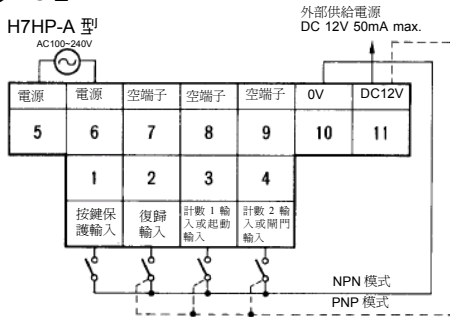 H7HP-A 型
AC100~240V
外部供給電源
DC 12V 50mA max.
電源 電源 空端子 空端子 空端子 0V DC12V
5 6 7 8 9 10 11
1 2 3 4
按鍵保 復歸 計數 1 輸 計數 2 輸
護輸入 輸入 入或起動 入或閘門
輸入 輸入
NPN 模式
PNP 模式